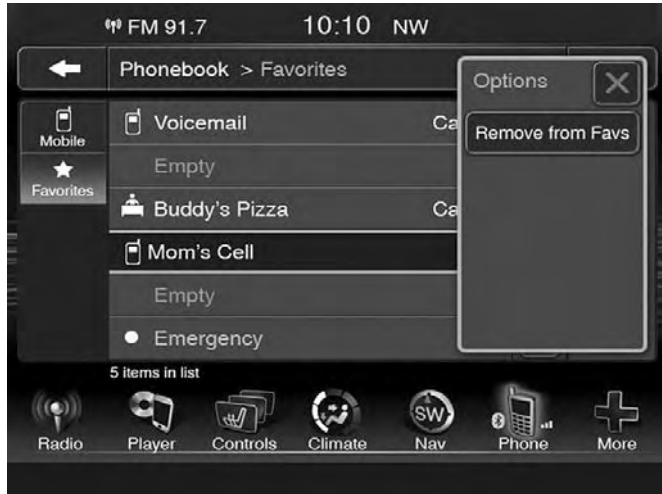 FM 91.7 10:10 NW
Phonebook > Favorites
Options
Mobile
Voicemail Ca
Remove from Favs
Empty
Favorites
Buddy's Pizza Ca
Mom's Cell
Empty
Emergency
5 items in list
SW
Radio Player Controls Climate Nav Phone More